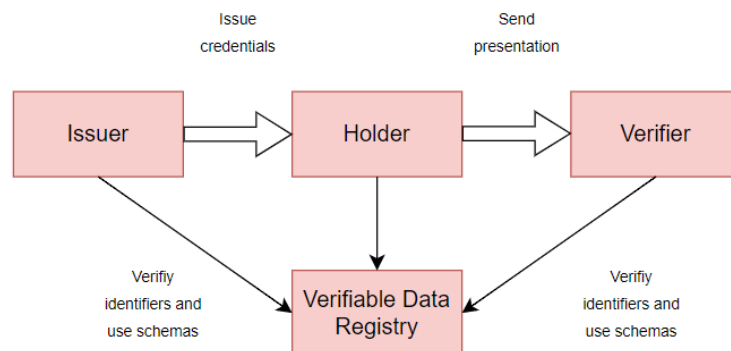 Issue
credentials
Send
presentation
Issuer
Holder
Verifier
Verifiy
identifiers and
use schemas
Verifiable Data
Registry
Verifiy
identifiers and
use schemas